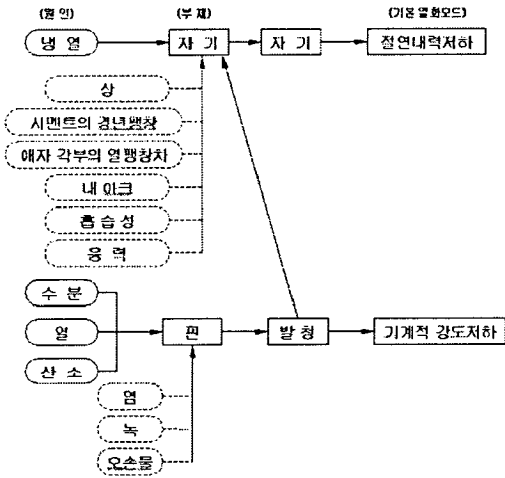 (원 인) (부 재) (기본 열화모드)
냉 열 자 기 자 기 절연내력저하
상
시멘트의 경년팽창
애자 각부의 열팽창차
내 아크
흡 습 성
응 력
수 분
열 핀 발 청 기계적 강도저하
산 소
염
녹
오손물